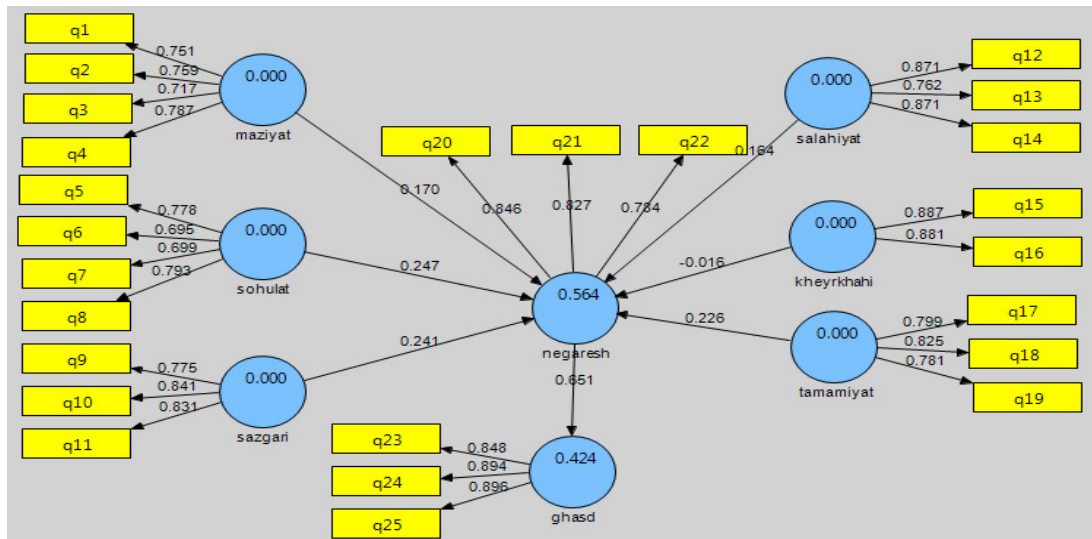 q1
0.751
q2
0.759
q3
0.717
q4
0.787
0.000
maziyat
0.170
q5
0.778
q6
0.695
q7
0.699
q8
0.793
0.000
sohulat
0.247
q9
0.775
q10
0.841
q11
0.831
0.000
sazgari
0.241
q20
0.846
q21
0.827
q22
0.784
0.564
negaresh
0.651
q23
0.848
q24
0.894
q25
0.896
0.424
ghasd
0.000
salahiyat
0.164
0.871
q12
0.762
q13
0.871
q14
0.000
kheyrkhahi
-0.016
0.887
q15
0.881
q16
0.000
tamamiyat
0.226
0.799
q17
0.825
q18
0.781
q19